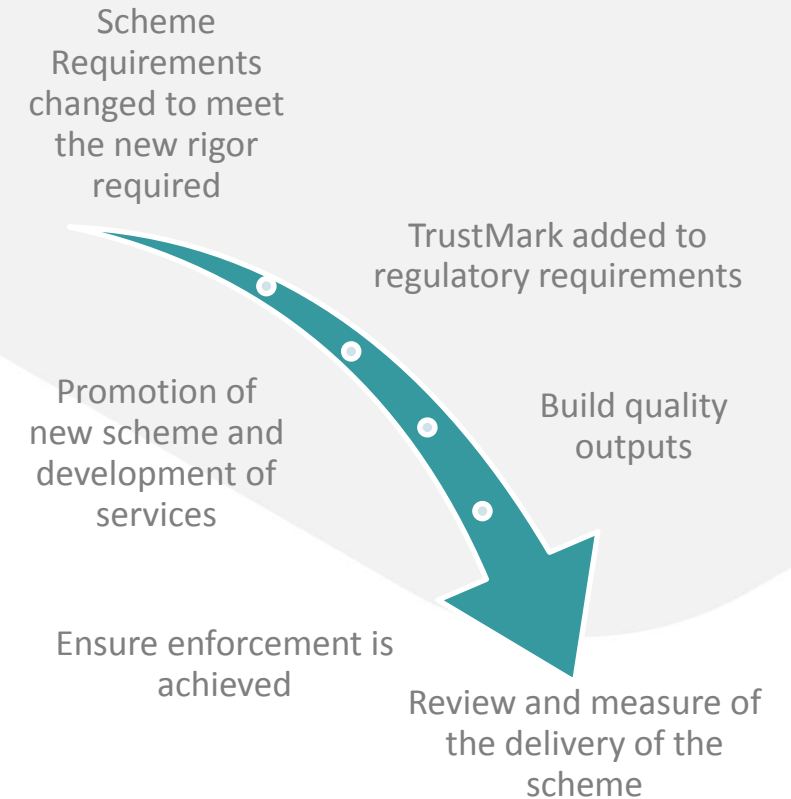 Scheme
Requirements
changed to meet
the new rigor
required
TrustMark added to
regulatory requirements
Promotion of
new scheme and
development of
services
Build quality
outputs
Ensure enforcement is
achieved
Review and measure of
the delivery of the
scheme